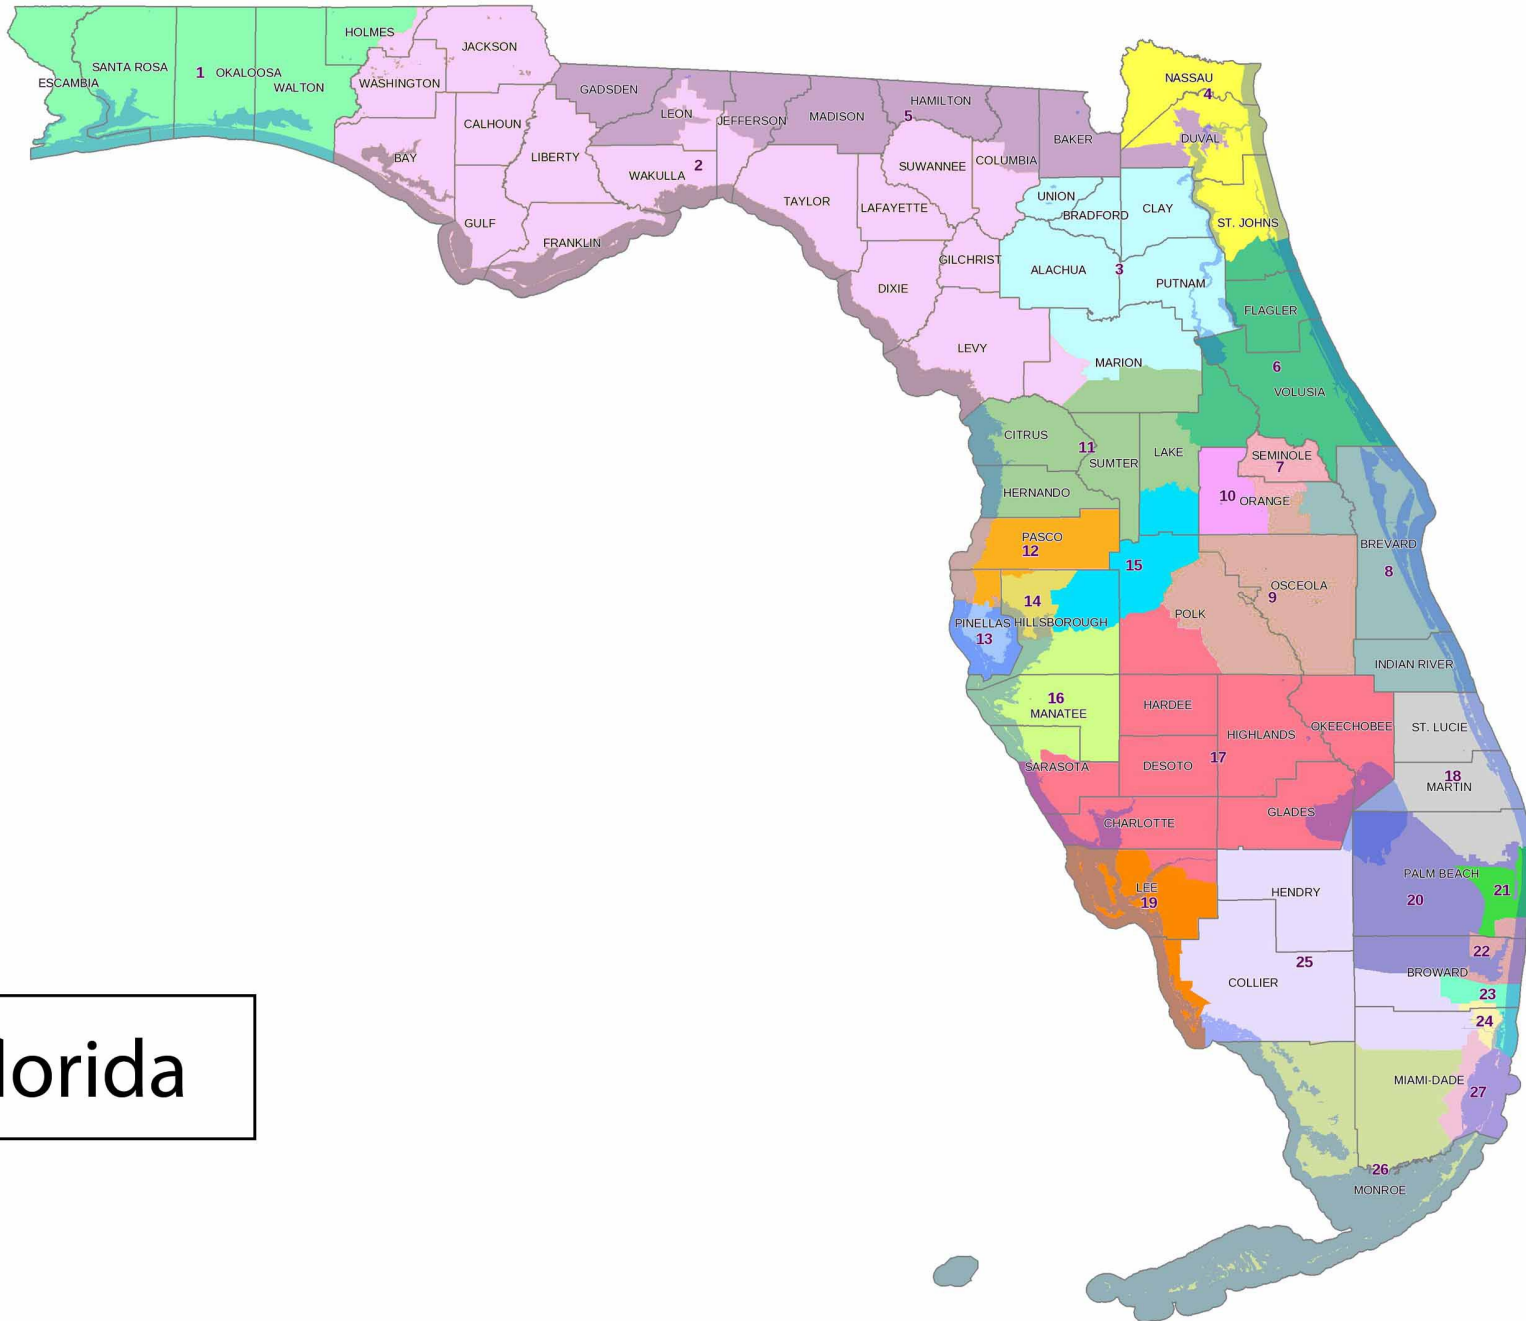 HOLMES
JACKSON
SANTA ROSA
1
OKALOOSA
ESCAMBIA
WALTON
WASHINGTON
GADSDEN
LEON
JEFFERSON
MADISON
HAMILTON
5
BAKER
NASSAU
4
DUVAL
CALHOUN
LIBERTY
BAY
WAKULLA
2
SUWANNEE
COLUMBIA
UNION
BRADFORD
CLAY
TAYLOR
LAFAYETTE
GULF
FRANKLIN
ST. JOHNS
GILCHRIST
ALACHUA
3
PUTNAM
DIXIE
FLAGLER
LEVY
MARION
6
VOLUSIA
CITRUS
11
SUMTER
LAKE
SEMINOLE
7
HERNANDO
10
ORANGE
PASCO
12
BREVARD
8
15
OSCEOLA
9
14
POLK
PINELLAS
HILLSBOROUGH
13
INDIAN RIVER
16
MANATEE
HARDEE
HIGHLANDS
OKEECHOBEE
ST. LUCIE
SARASOTA
DESOTO
17
18
MARTIN
CHARLOTTE
GLADES
LEE
19
HENDRY
PALM BEACH
20
21
22
25
BROWARD
COLLIER
23
24
lorida
MIAMI-DADE
27
26
MONROE